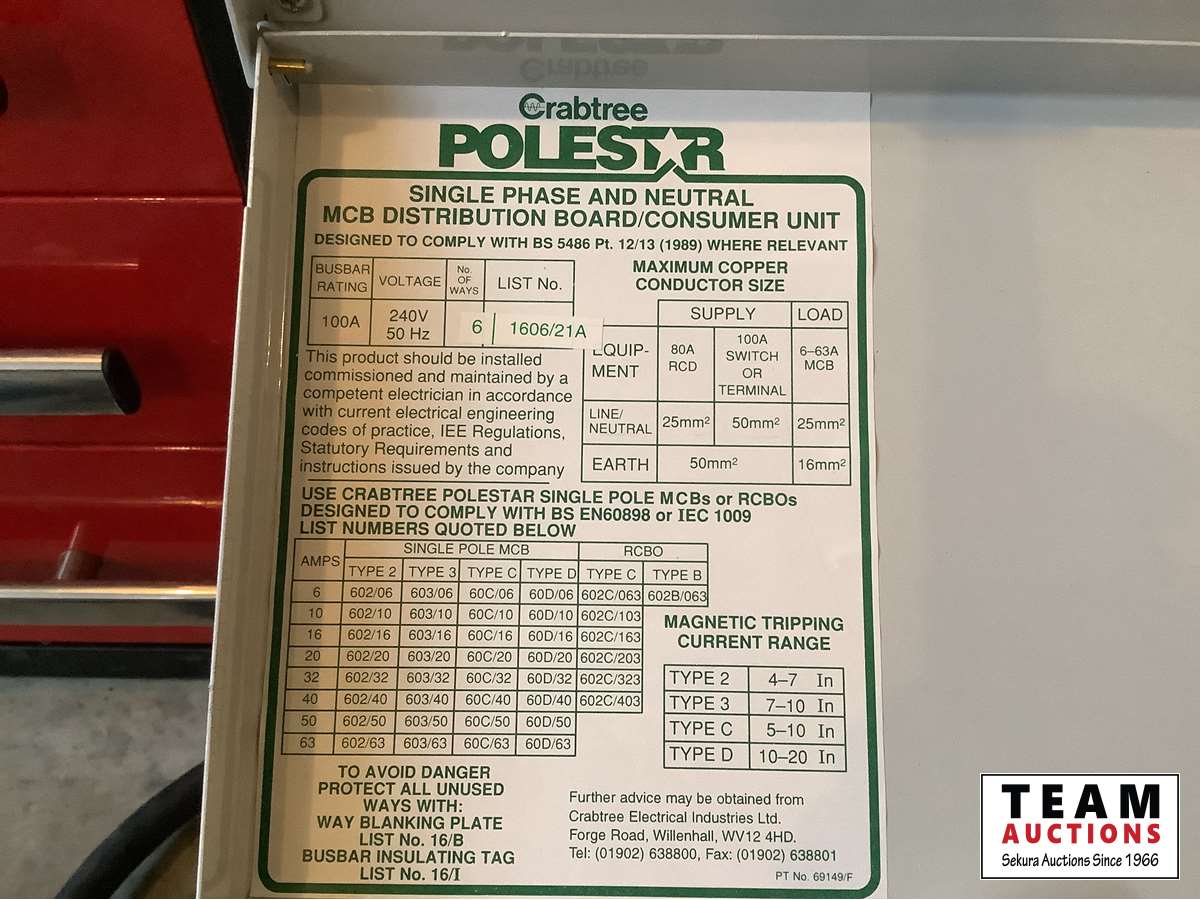 Crabtree
POLESTAR
SINGLE PHASE AND NEUTRAL
MCB DISTRIBUTION BOARD/CONSUMER UNIT
DESIGNED TO COMPLY WITH BS 5486 Pt. 12/13 (1989) WHERE RELEVANT
BUSBAR RATING VOLTAGE No. OF WAYS LIST No.
100A 240V 50 Hz 6 1606/21A
This product should be installed
commissioned and maintained by a
competent electrician in accordance
with current electrical engineering
codes of practice, IEE Regulations,
Statutory Requirements and
instructions issued by the company
MAXIMUM COPPER
CONDUCTOR SIZE
SUPPLY LOAD
EQUIP-MENT 80A RCD 100A SWITCH OR TERMINAL 6–63A MCB
LINE/NEUTRAL 25mm² 50mm² 25mm²
EARTH 50mm² 16mm²
USE CRABTREE POLESTAR SINGLE POLE MCBs or RCBOs
DESIGNED TO COMPLY WITH BS EN60898 or IEC 1009
LIST NUMBERS QUOTED BELOW
AMPS SINGLE POLE MCB RCBO
TYPE 2 TYPE 3 TYPE C TYPE D TYPE C TYPE B
6 602/06 603/06 60C/06 60D/06 602C/063 602B/063
10 602/10 603/10 60C/10 60D/10 602C/103
16 602/16 603/16 60C/16 60D/16 602C/163
20 602/20 603/20 60C/20 60D/20 602C/203
32 602/32 603/32 60C/32 60D/32 602C/323
40 602/40 603/40 60C/40 60D/40 602C/403
50 602/50 603/50 60C/50 60D/50
63 602/63 603/63 60C/63 60D/63
MAGNETIC TRIPPING
CURRENT RANGE
TYPE 2 4–7 In
TYPE 3 7–10 In
TYPE C 5–10 In
TYPE D 10–20 In
TO AVOID DANGER
PROTECT ALL UNUSED
WAYS WITH:
WAY BLANKING PLATE
LIST No. 16/B
BUSBAR INSULATING TAG
LIST No. 16/I
Further advice may be obtained from
Crabtree Electrical Industries Ltd.
Forge Road, Willenhall, WV12 4HD.
Tel: (01902) 638800, Fax: (01902) 638801
PT No. 69149/F
TEAM
AUCTIONS
Sekura Auctions Since 1966